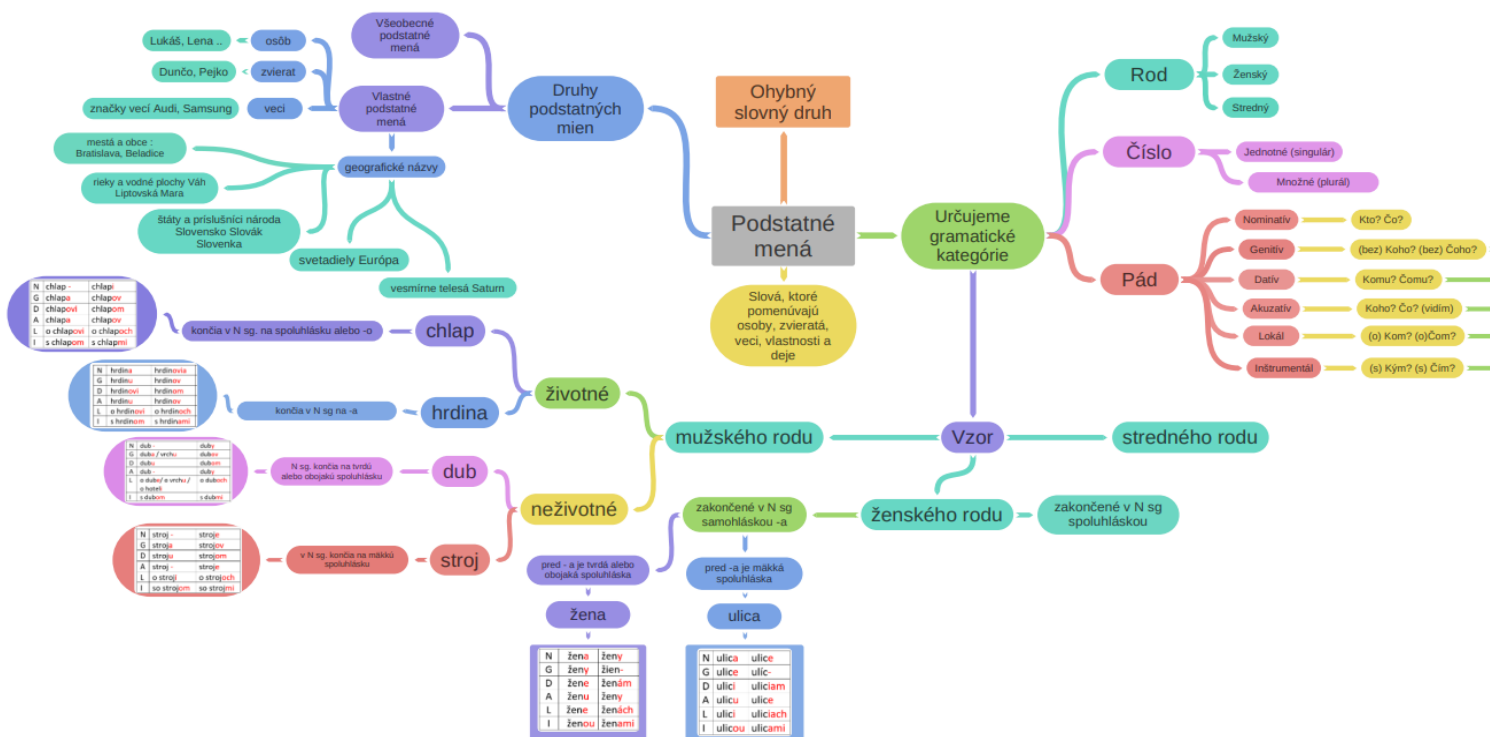 Všeobecné
podstatné
mená
Lukáš, Lena ..
osôb
Dunčo, Pejko
zvierat
značky vecí Audi, Samsung
veci
Vlastné
podstatné
mená
Druhy
podstatných
mien
mestá a obce :
Bratislava, Beladice
rieky a vodné plochy Váh
Liptovská Mara
štáty a príslušníci národa
Slovensko Slovák
Slovenka
geografické názvy
svetadiely Európa
vesmírne telesá Saturn
Ohybný
slovný druh
Podstatné
mená
Slová, ktoré
pomenúvajú
osoby, zvieratá,
veci, vlastnosti a
deje
Určujeme
gramatické
kategórie
Rod
Mužský
Ženský
Stredný
Číslo
Jednotné (singulár)
Množné (plurál)
Pád
Nominatív
Kto? Čo?
Genitív
(bez) Koho? (bez) Čoho?
Datív
Komu? Čomu?
Akuzatív
Koho? Čo? (vidím)
Lokál
(o) Kom? (o)Čom?
Inštrumentál
(s) Kým? (s) Čím?
Vzor
mužského rodu
stredného rodu
ženského rodu
životné
chlap
končia v N sg. na spoluhlásku alebo -o
N chlap - chlapi
G chlapa chlapov
D chlapovi chlapom
A chlapa chlapov
L o chlapovi o chlapoch
I s chlapom s chlapmi
hrdina
končia v N sg na -a
N hrdina hrdinovia
G hrdinu hrdinov
D hrdinovi hrdinom
A hrdinu hrdinov
L o hrdinovi o hrdinoch
I s hrdinom s hrdinami
neživotné
dub
N sg. končia na tvrdú
alebo obojakú spoluhlásku
N dub - duby
G duba / vrchu dubov
D dubu dubom
A dub - duby
L o dube/ o vrchu / o duboch
o hoteli
I s dubom s dubmi
stroj
v N sg. končia na mäkkú
spoluhlásku
N stroj - stroje
G stroja strojov
D stroju strojom
A stroj - stroje
L o stroji o strojoch
I so strojom so strojmi
zakončené v N sg
samohláskou -a
zakončené v N sg
spoluhláskou
pred - a je tvrdá alebo
obojaká spoluhláska
žena
N žena ženy
G ženy žien-
D žene ženám
A ženu ženy
L žene ženách
I ženou ženami
pred -a je mäkká
spoluhláska
ulica
N ulica ulice
G ulice ulíc-
D ulici uliciam
A ulicu ulice
L ulici uliciach
I ulicou ulicami